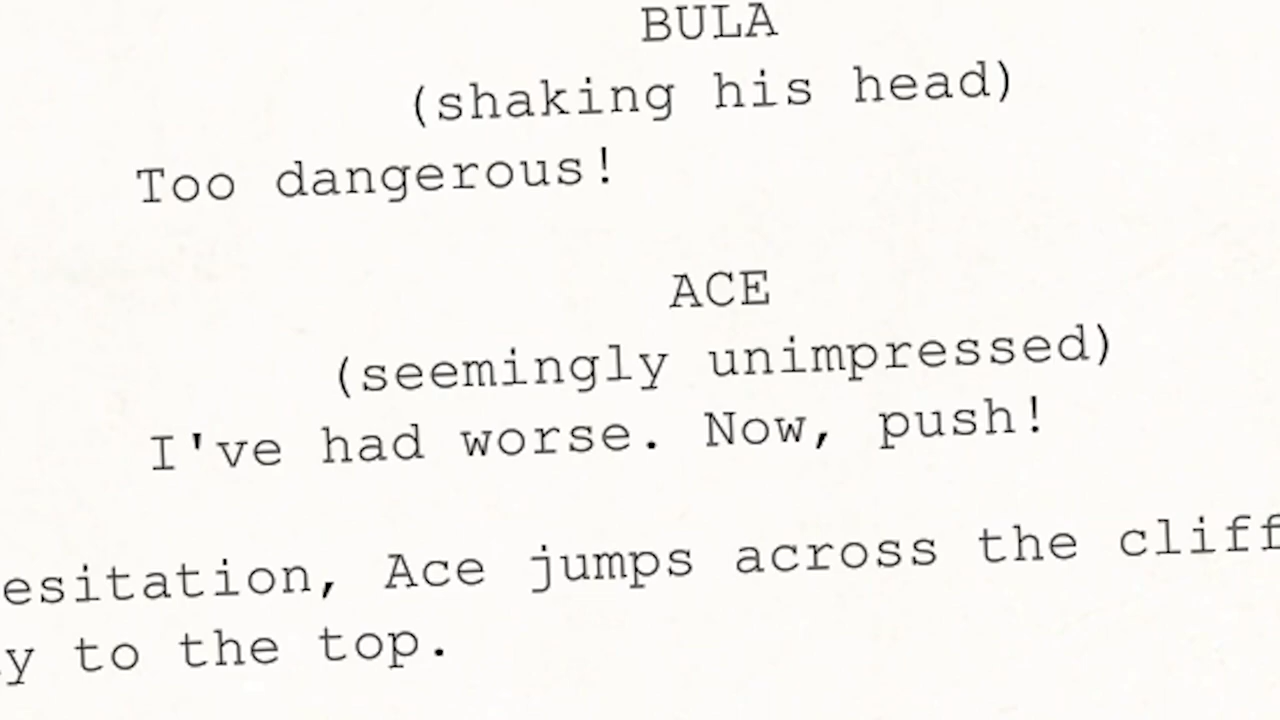 BULA
(shaking his head)
Too dangerous!
ACE
(seemingly unimpressed)
I've had worse. Now, push!
esitation, Ace jumps across the cliff
y to the top.